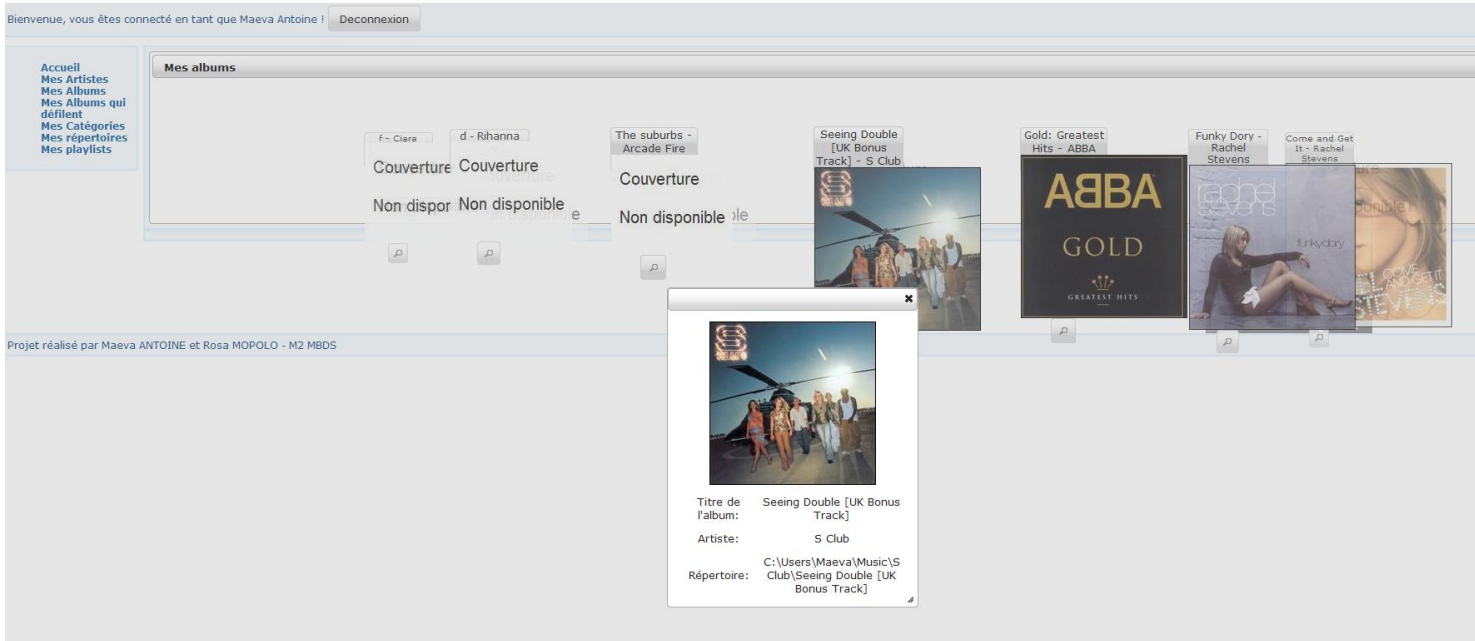 Bienvenue, vous êtes connecté en tant que Maeva Antoine !
Deconnexion
Accueil
Mes Artistes
Mes Albums
Mes Albums qui
défilent
Mes Catégories
Mes répertoires
Mes playlists
Mes albums
f - Ciara
Couverture
Non dispor
d - Rihanna
Couverture
Non disponible
The suburbs -
Arcade Fire
Couverture
Non disponible
Seeing Double
[UK Bonus
Track] - S Club
Gold: Greatest
Hits - ABBA
ABBA
GOLD
GREATEST HITS
Funky Dory -
Rachel
Stevens
rachel
stevens
funkydory
Come and Get
It - Rachel
Stevens
COME
AND GET IT
Titre de
l'album:
Seeing Double [UK Bonus
Track]
Artiste:
S Club
Répertoire:
C:\Users\Maeva\Music\S
Club\Seeing Double [UK
Bonus Track]
Projet réalisé par Maeva ANTOINE et Rosa MOPOLO - M2 MBDS